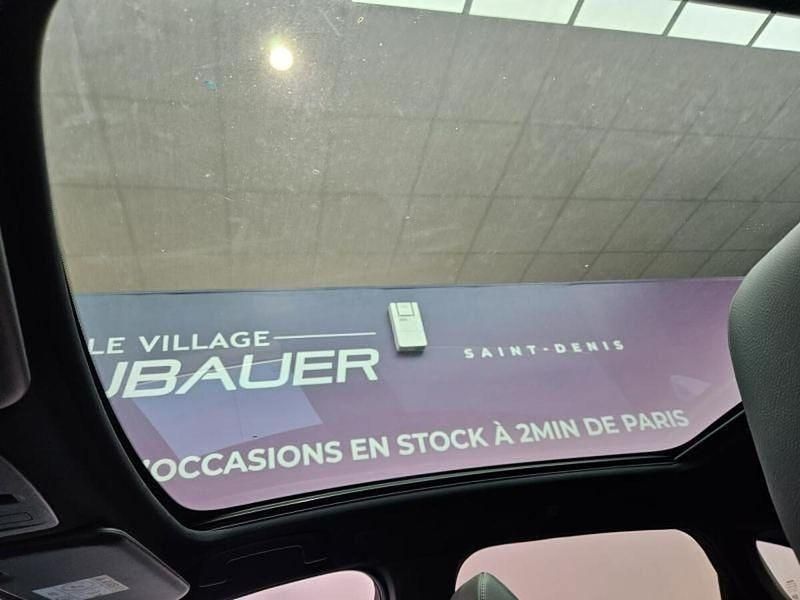 LE VILLAGE
UBAUER
SAINT-DENIS
'OCCASIONS EN STOCK À 2MIN DE PARIS